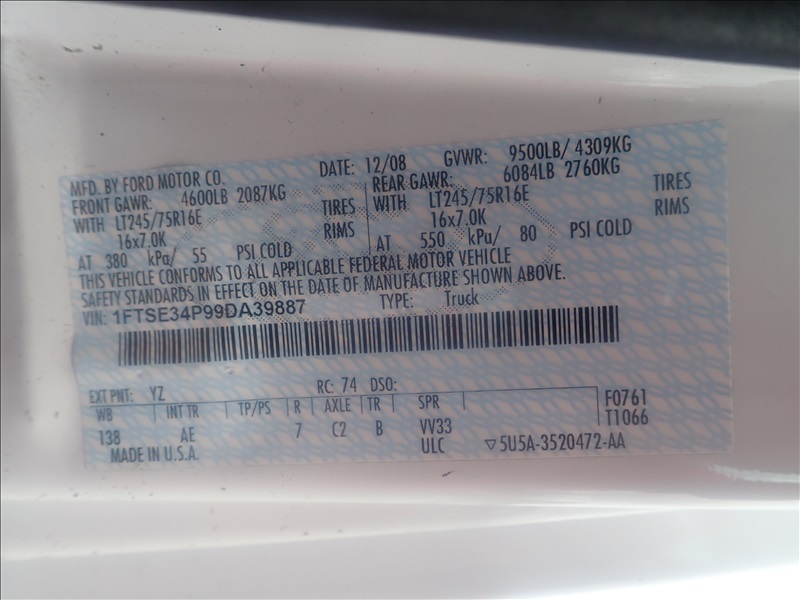 MFD. BY FORD MOTOR CO. DATE: 12/08 GVWR: 9500LB/ 4309KG
FRONT GAWR: 4600LB 2087KG REAR GAWR: 6084LB 2760KG
WITH LT245/75R16E TIRES WITH LT245/75R16E TIRES
16x7.0K RIMS 16x7.0K RIMS
AT 380 kPa/ 55 PSI COLD AT 550 kPa/ 80 PSI COLD
THIS VEHICLE CONFORMS TO ALL APPLICABLE FEDERAL MOTOR VEHICLE
SAFETY STANDARDS IN EFFECT ON THE DATE OF MANUFACTURE SHOWN ABOVE.
VIN: 1FTSE34P99DA39887 TYPE: Truck
EXT PNT: YZ RC: 74 DSO: F0761
WB INT TR TP/PS R AXLE TR SPR T1066
138 AE 7 C2 B VV33
MADE IN U.S.A. ULC ▽5U5A-3520472-AA